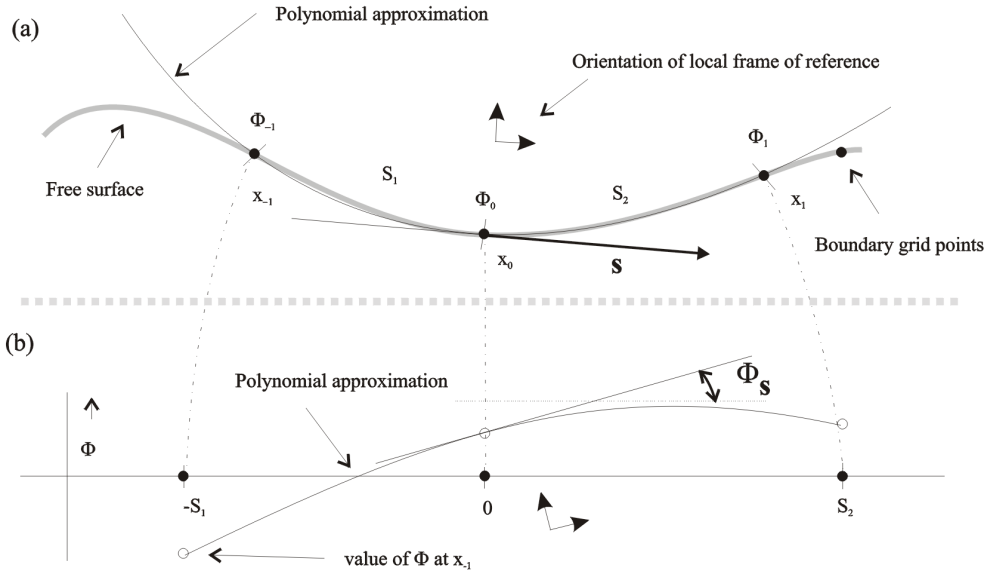 (a)
Polynomial approximation
Orientation of local frame of reference
Φ₋₁
Φ₁
Free surface
S₁
S₂
x₋₁
Φ₀
x₁
Boundary grid points
x₀
s
(b)
Polynomial approximation
Φₛ
Φ
-S₁
0
S₂
value of Φ at x₋₁